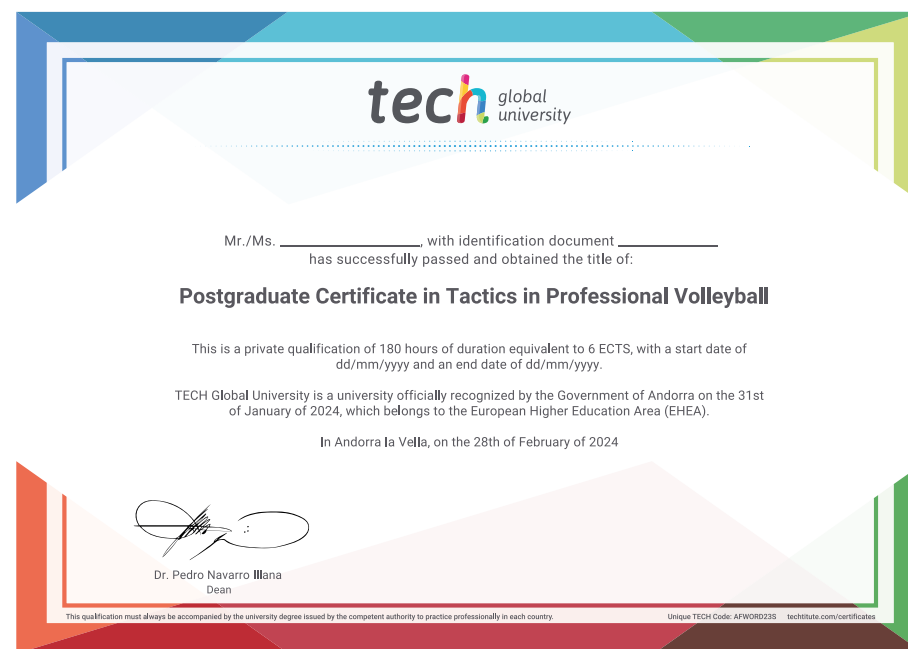 tech global university
Mr./Ms. ________________, with identification document ___________
has successfully passed and obtained the title of:
Postgraduate Certificate in Tactics in Professional Volleyball
This is a private qualification of 180 hours of duration equivalent to 6 ECTS, with a start date of
dd/mm/yyyy and an end date of dd/mm/yyyy.
TECH Global University is a university officially recognized by the Government of Andorra on the 31st
of January of 2024, which belongs to the European Higher Education Area (EHEA).
In Andorra la Vella, on the 28th of February of 2024
Dr. Pedro Navarro Illana
Dean
This qualification must always be accompanied by the university degree issued by the competent authority to practice professionally in each country. Unique TECH Code: AFWORD23S techtitute.com/certificates